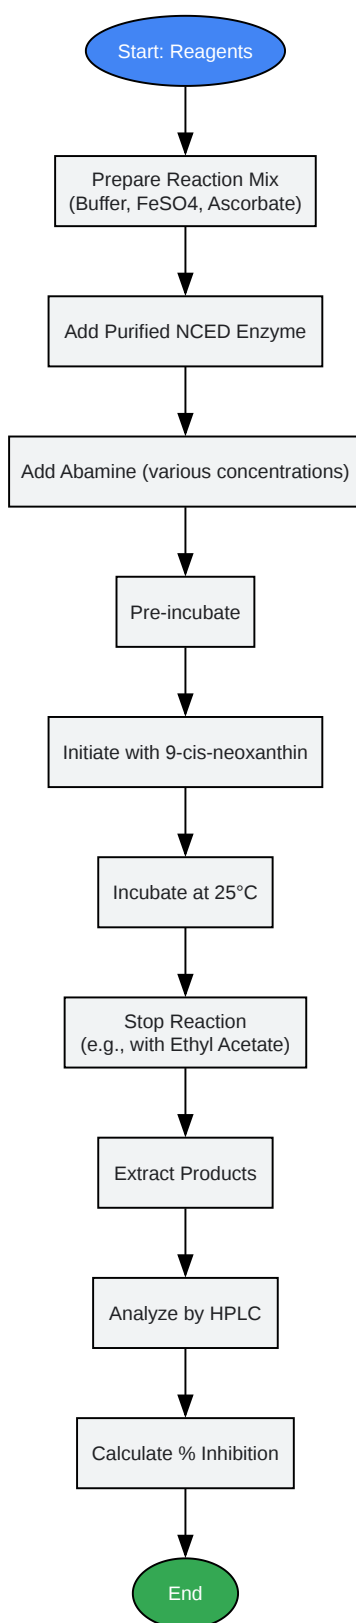 Start: Reagents
Prepare Reaction Mix
(Buffer, FeSO4, Ascorbate)
Add Purified NCED Enzyme
Add Abamine (various concentrations)
Pre-incubate
Initiate with 9-cis-neoxanthin
Incubate at 25°C
Stop Reaction
(e.g., with Ethyl Acetate)
Extract Products
Analyze by HPLC
Calculate % Inhibition
End